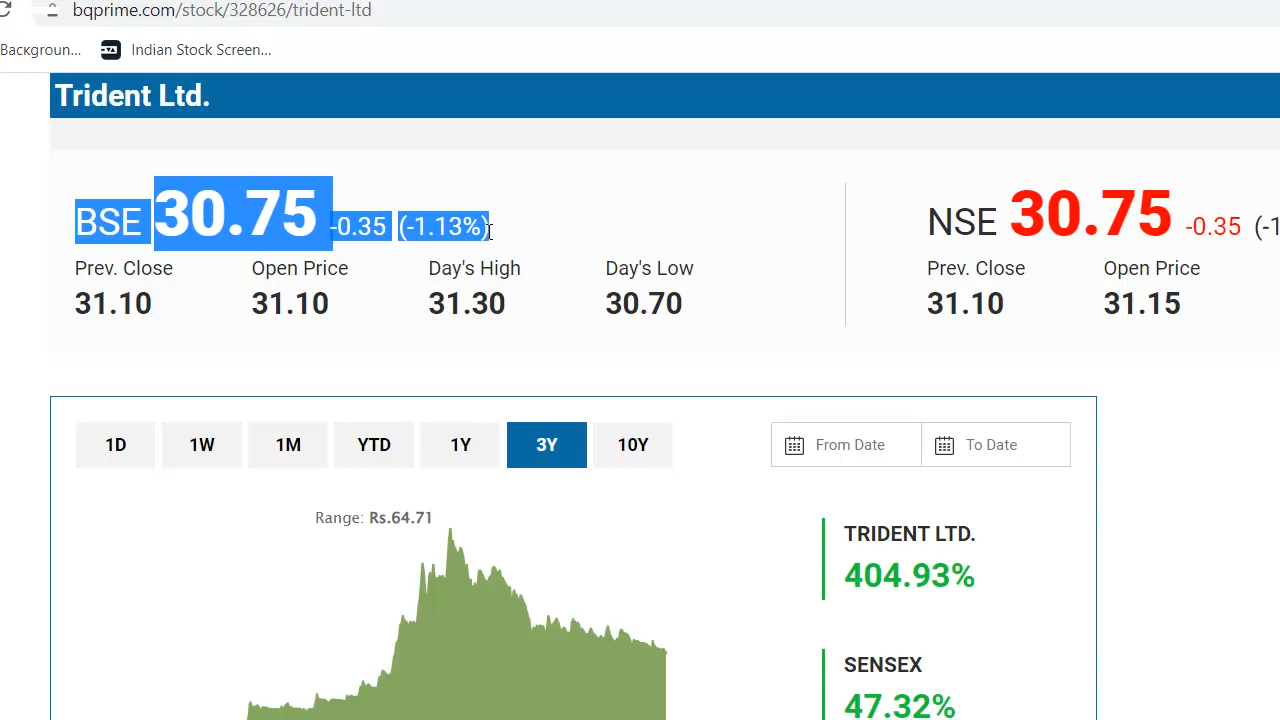 bqprime.com/stock/328626/trident-ltd
Backgroun...
Indian Stock Screen...
Trident Ltd.
BSE 30.75 -0.35 (-1.13%)
Prev. Close Open Price Day's High Day's Low
31.10 31.10 31.30 30.70
NSE 30.75 -0.35 (-1
Prev. Close Open Price
31.10 31.15
1D 1W 1M YTD 1Y 3Y 10Y
From Date To Date
Range: Rs.64.71
TRIDENT LTD.
404.93%
SENSEX
47.32%